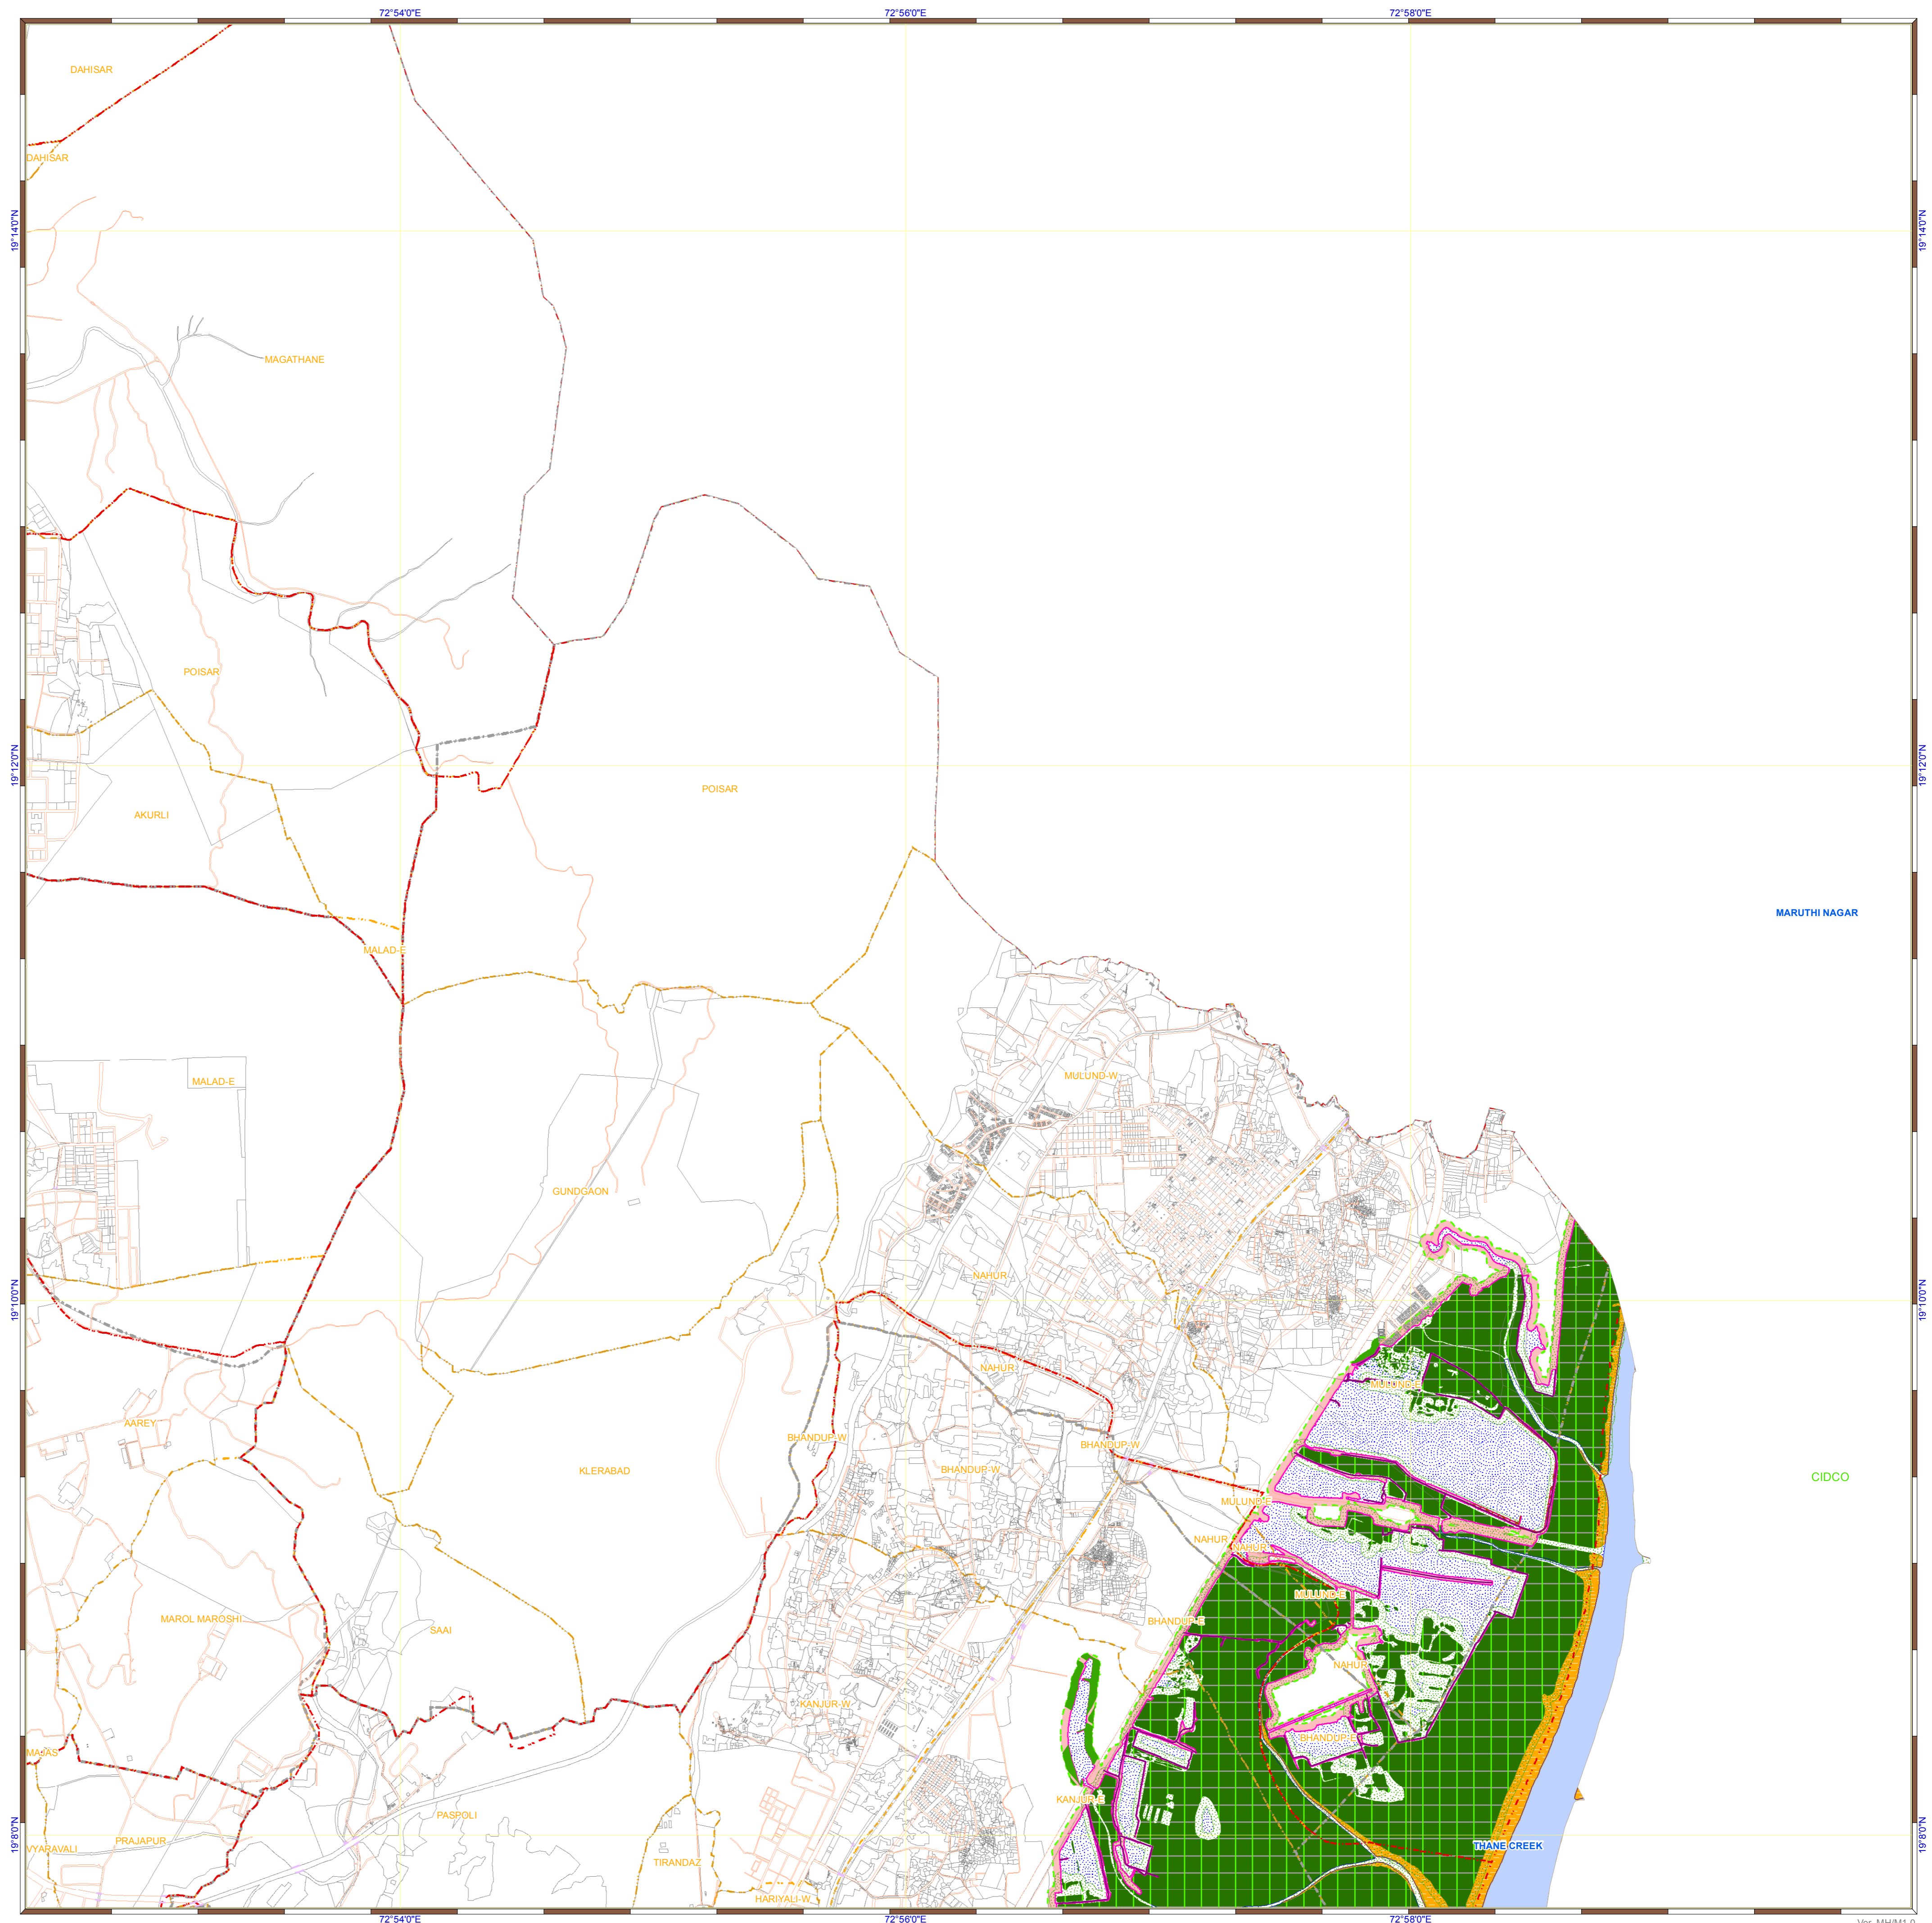 72°54'0"E
72°56'0"E
72°58'0"E
DAHISAR
DAHISAR
19°14'0"N
19°14'0"N
MAGATHANE
POISAR
19°12'0"N
19°12'0"N
POISAR
AKURLI
MARUTHI NAGAR
MALAD-E
MULUND-W
MALAD-E
GUNDGAON
NAHUR
19°10'0"N
19°10'0"N
NAHUR
MULUND-E
AAREY
BHANDUP-W
BHANDUP-W
KLERABAD
BHANDUP-W
CIDCO
MULUND-E
NAHUR
NAHUR
MULUND-E
MAROL MAROSHI
BHANDUP-E
SAAI
NAHUR
KANJUR-W
BHANDUP-E
MAJAS
KANJUR-E
PASPOLI
PRAJAPUR
19°8'0"N
19°8'0"N
THANE CREEK
VYARAVALI
TIRANDAZ
HARIYALI-W
72°54'0"E
72°56'0"E
72°58'0"E